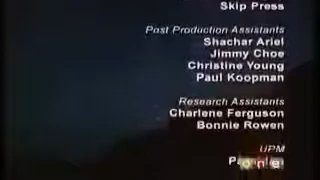 Skip Press
Post Production Assistants
Shachar Ariel
Jimmy Choe
Christine Young
Paul Koopman
Research Assistants
Charlene Ferguson
Bonnie Rowen
UPM
one